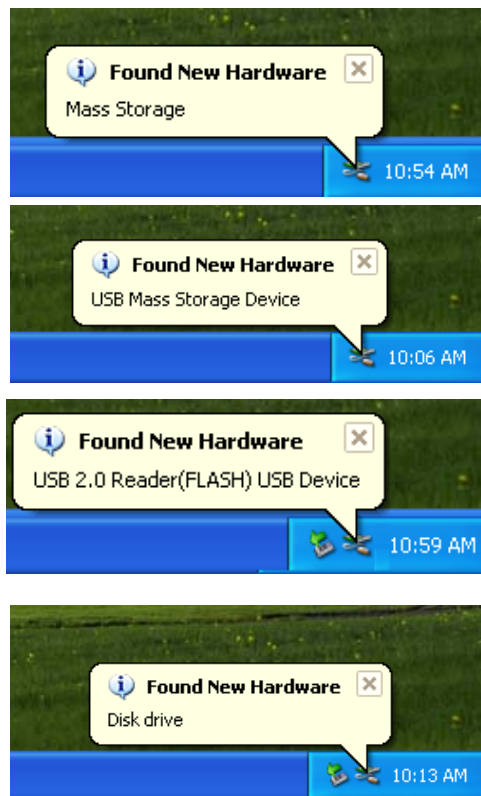 Found New Hardware
Mass Storage
10:54 AM
Found New Hardware
USB Mass Storage Device
10:06 AM
Found New Hardware
USB 2.0 Reader(FLASH) USB Device
10:59 AM
Found New Hardware
Disk drive
10:13 AM